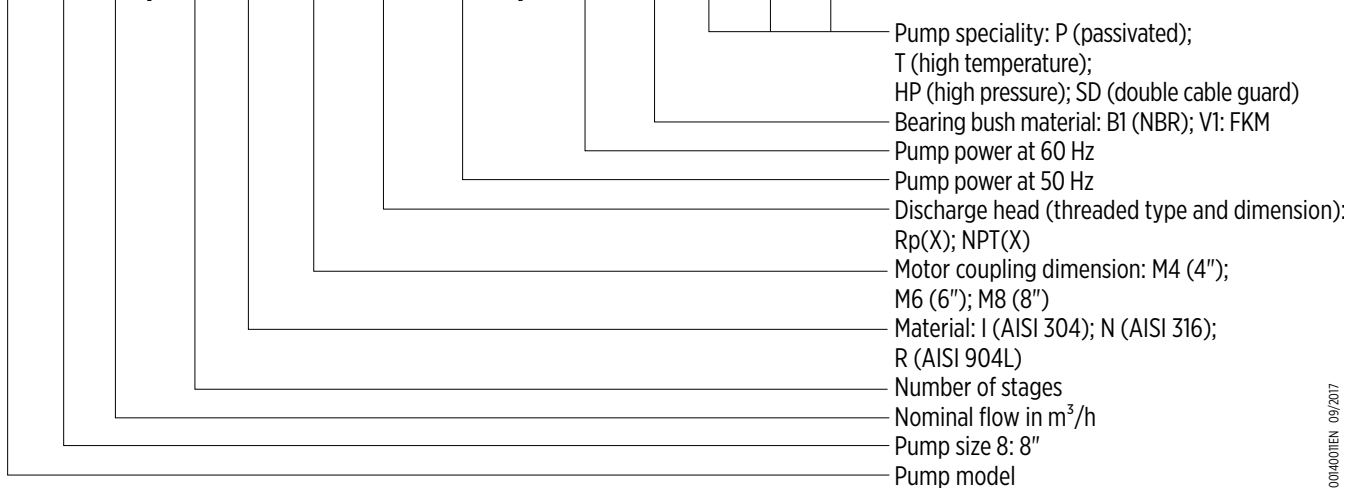 Pump speciality: P (passivated);
T (high temperature);
HP (high pressure); SD (double cable guard)
Bearing bush material: B1 (NBR); V1: FKM
Pump power at 60 Hz
Pump power at 50 Hz
Discharge head (threaded type and dimension):
Rp(X); NPT(X)
Motor coupling dimension: M4 (4");
M6 (6"); M8 (8")
Material: I (AISI 304); N (AISI 316);
R (AISI 904L)
Number of stages
Nominal flow in m³/h
Pump size 8: 8"
Pump model
00140011EN 09/2017